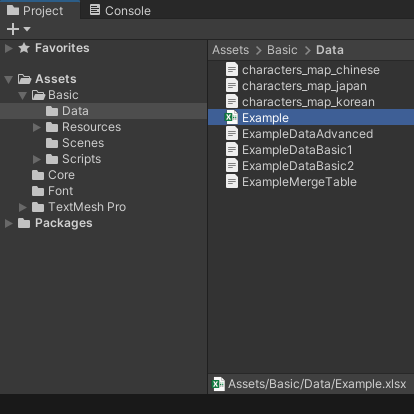 Project
Console
Favorites
Assets
Basic
Data
Resources
Scenes
Scripts
Core
Font
TextMesh Pro
Packages
Assets > Basic > Data
characters_map_chinese
characters_map_japan
characters_map_korean
Example
ExampleDataAdvanced
ExampleDataBasic1
ExampleDataBasic2
ExampleMergeTable
Assets/Basic/Data/Example.xlsx